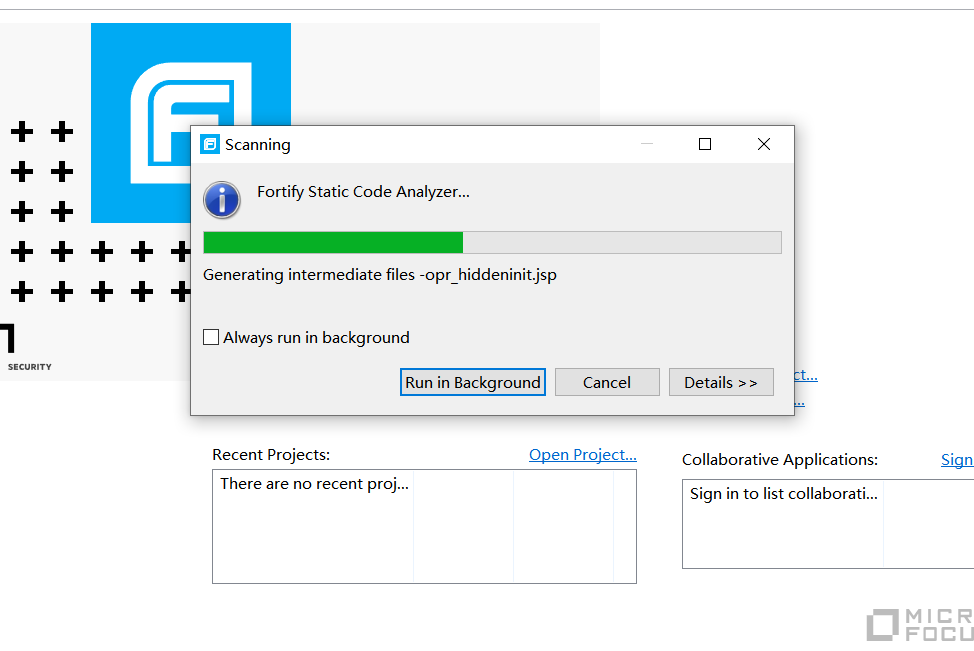 Scanning
Fortify Static Code Analyzer...
Generating intermediate files -opr_hiddeninit.jsp
Always run in background
Run in Background
Cancel
Details >>
SECURITY
ct...
...
Recent Projects:
Open Project...
Collaborative Applications:
Sign
There are no recent proj...
Sign in to list collaborati...
MICR
FOCU